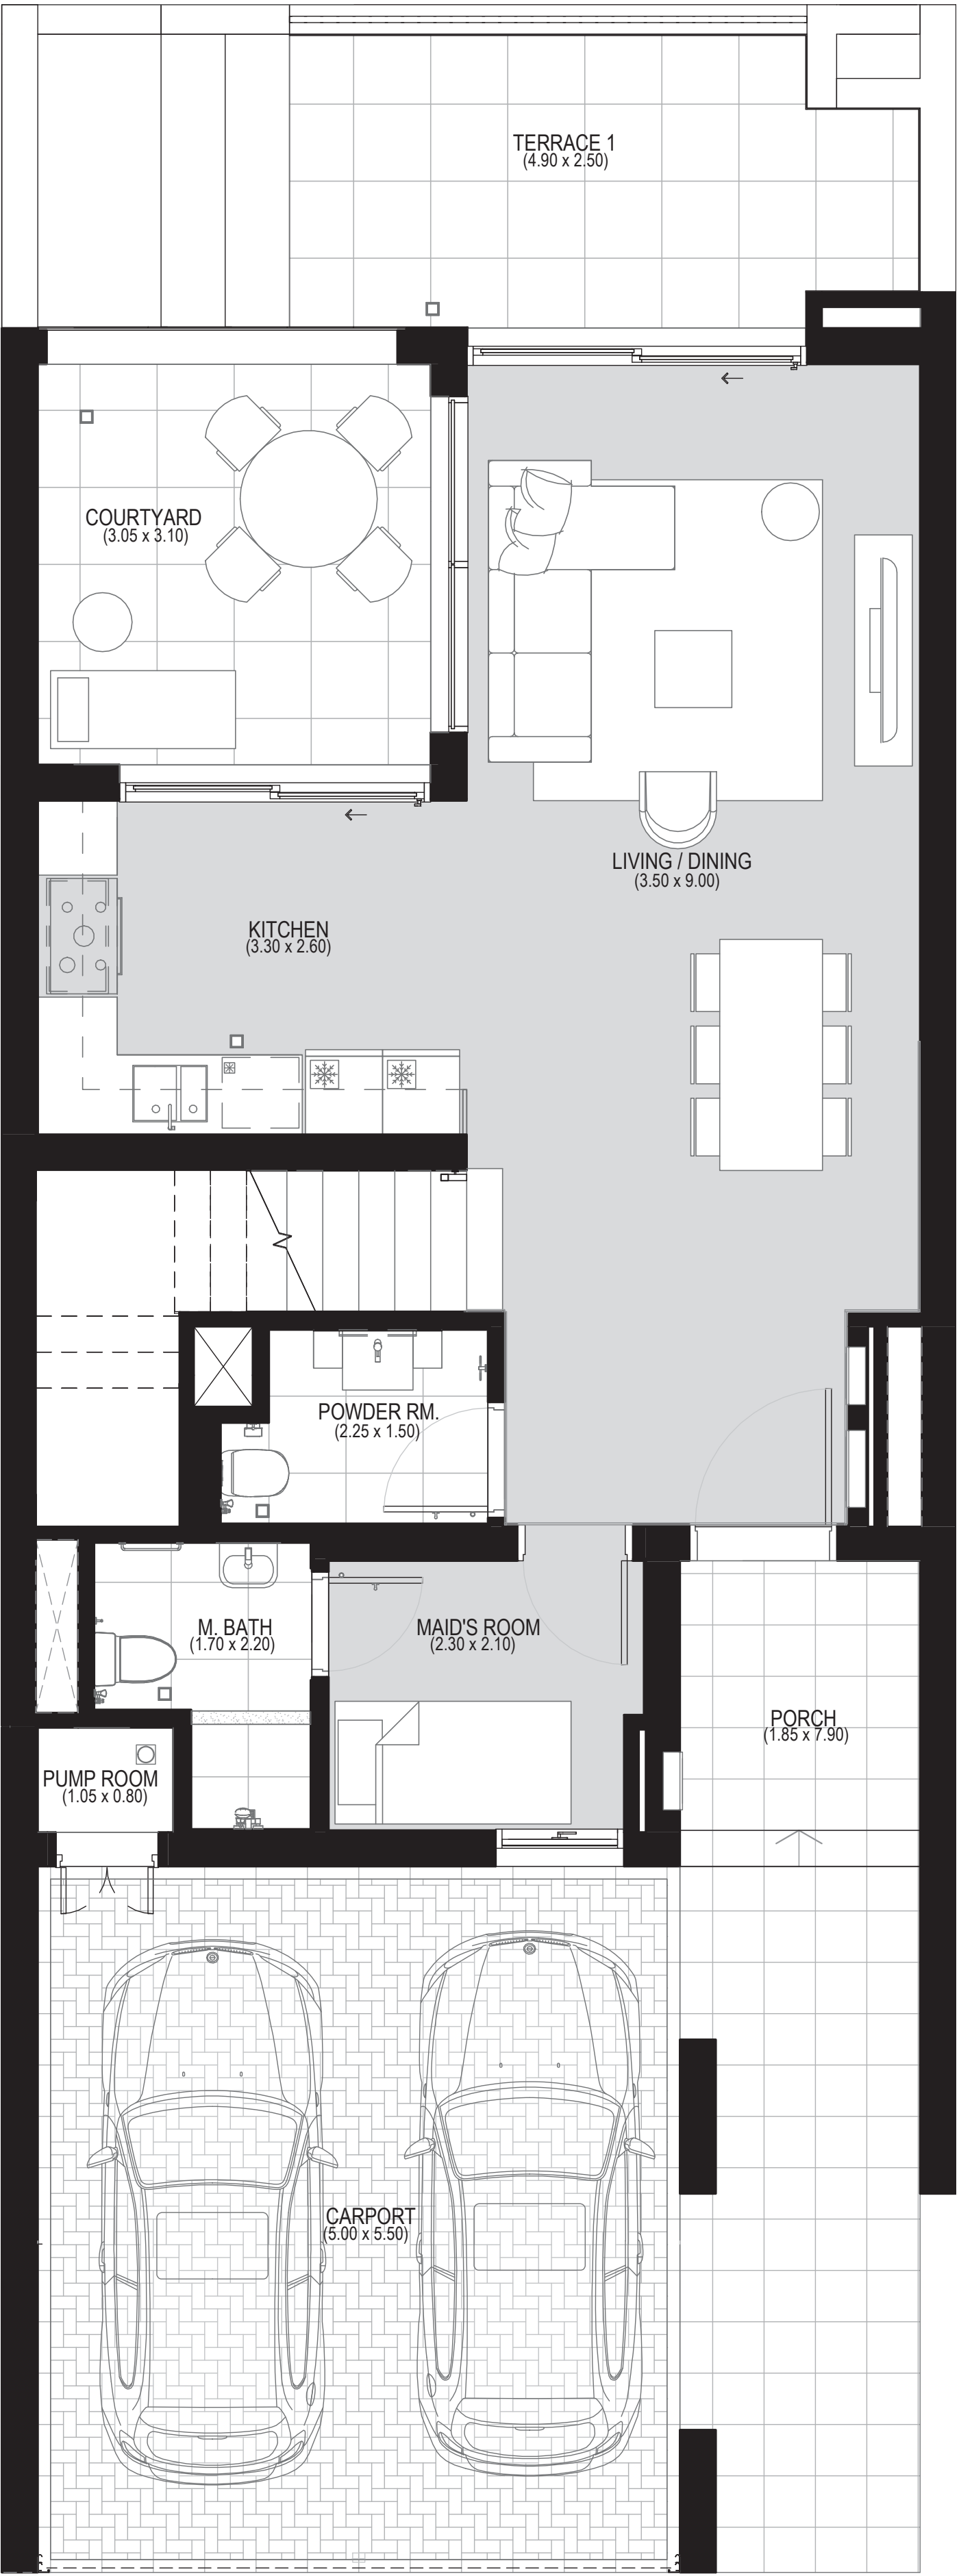 TERRACE 1
(4.90 x 2.50)
COURTYARD
(3.05 x 3.10)
LIVING / DINING
(3.50 x 9.00)
KITCHEN
(3.30 x 2.60)
POWDER RM.
(2.25 x 1.50)
M. BATH
(1.70 x 2.20)
MAID'S ROOM
(2.30 x 2.10)
PORCH
(1.85 x 7.90)
PUMP ROOM
(1.05 x 0.80)
CARPORT
(5.00 x 5.50)